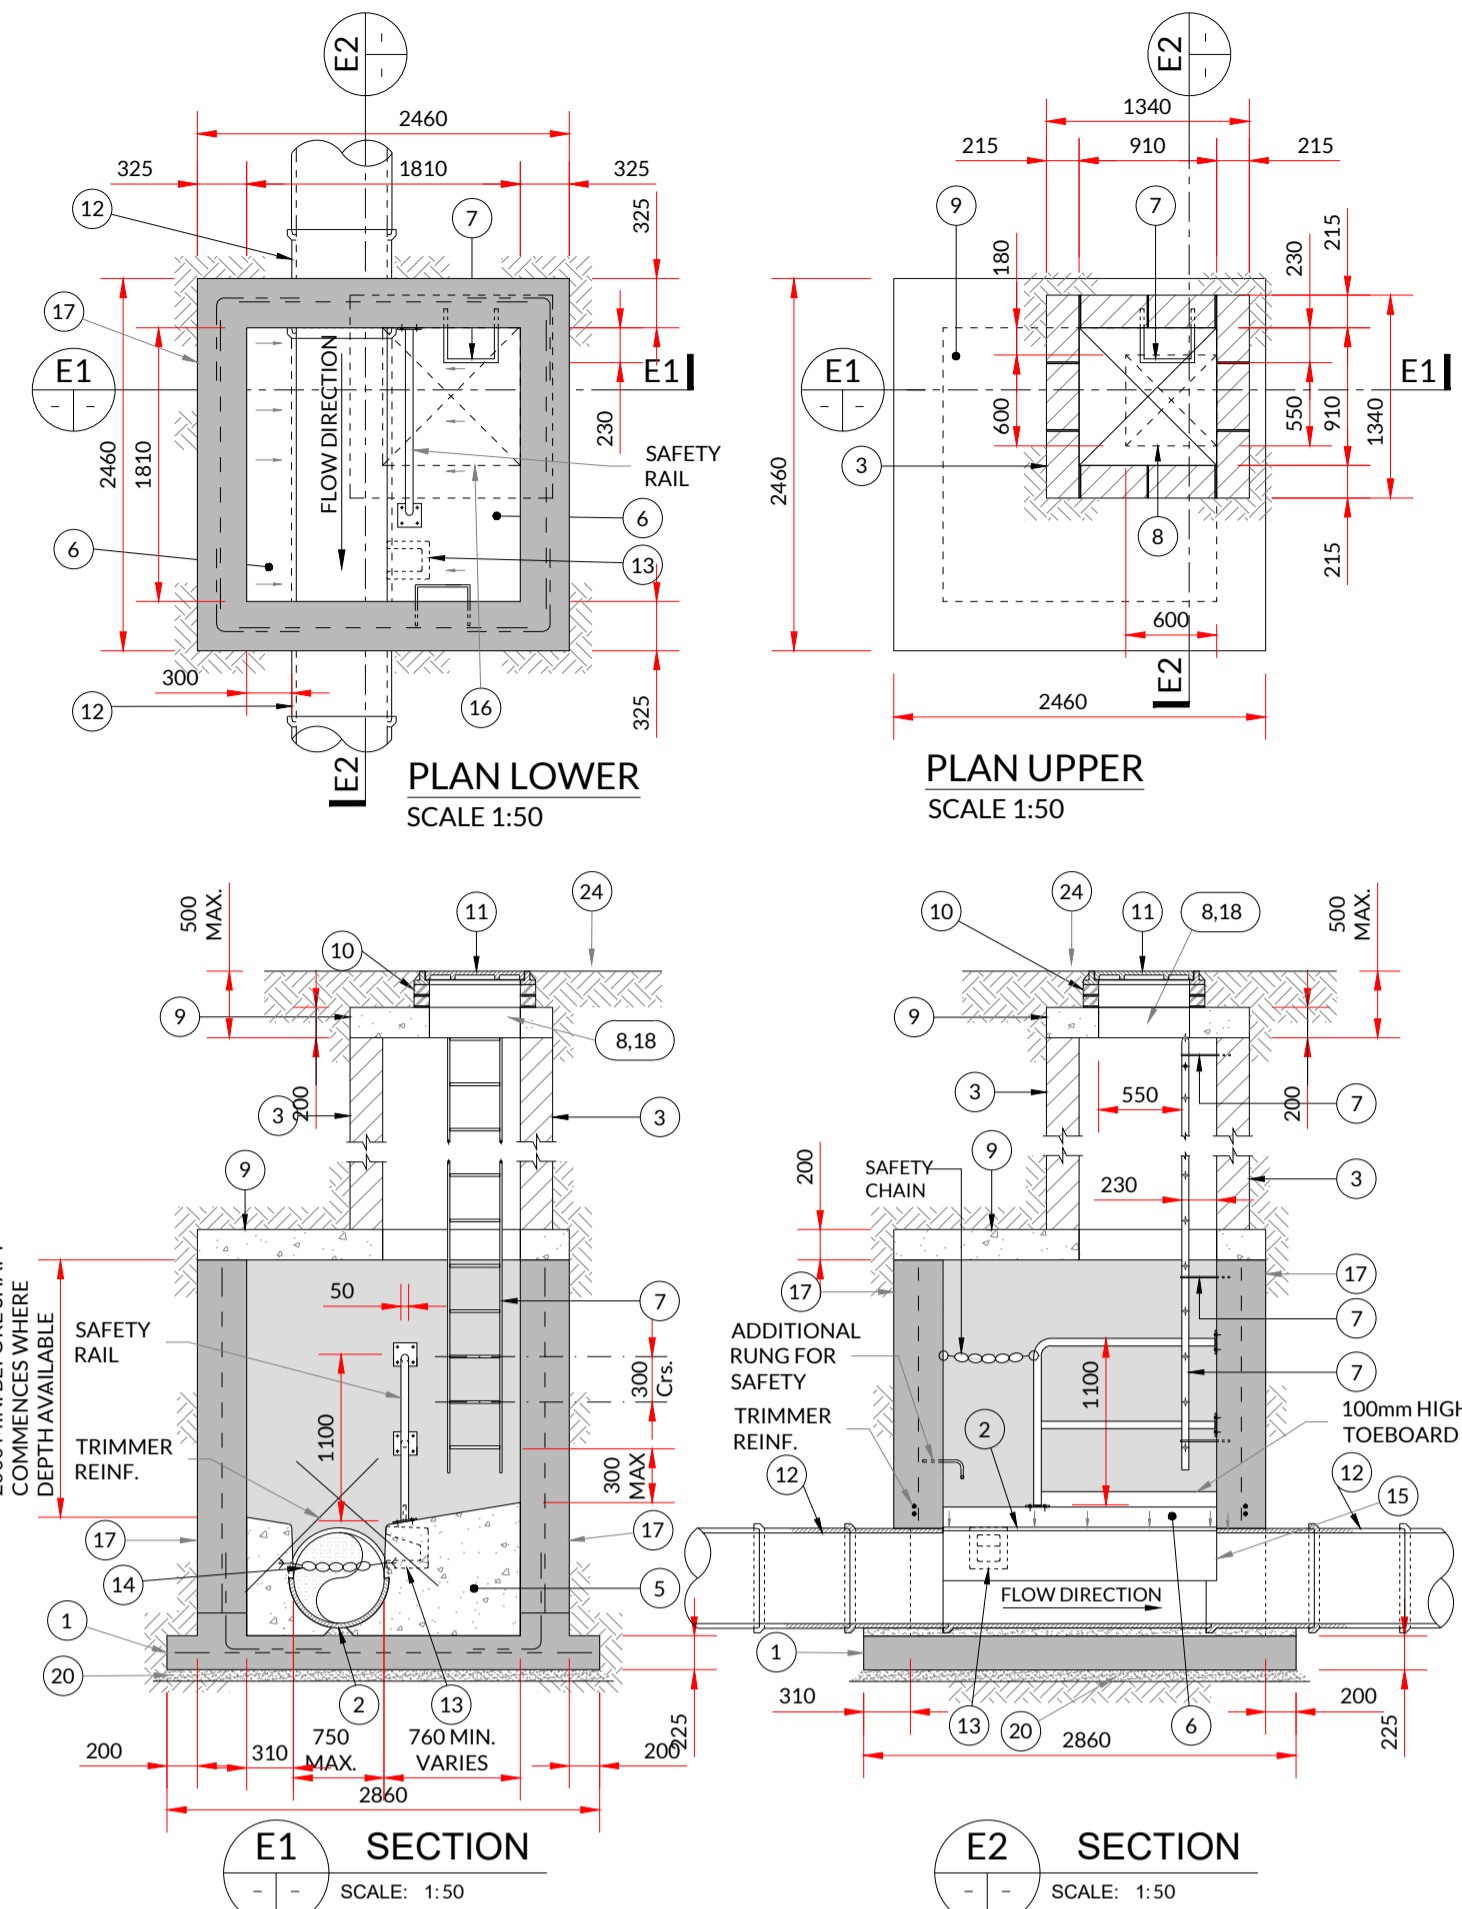 E2
E2
2460
1340
325
1810
325
215
910
215
12
7
325
9
7
180
215
230
17
E1
2460
1810
FLOW DIRECTION
E1
230
SAFETY
RAIL
6
6
13
300
12
16
325
E2
PLAN LOWER
SCALE 1:50
E1
2460
600
3
8
E1
550
910
1340
215
600
E2
2460
PLAN UPPER
SCALE 1:50
500
MAX.
11
24
10
9
8,18
200
3
3
9
COMMENCES WHERE
DEPTH AVAILABLE
50
7
SAFETY
RAIL
300
Crs.
1100
TRIMMER
REINF.
300
MAX
17
17
14
5
1
20
2
13
750
MAX.
760 MIN.
VARIES
200
310
200
225
2860
E1
SECTION
- -
SCALE: 1:50
24
11
8,18
500
MAX.
10
9
3
550
7
200
SAFETY
CHAIN
9
200
230
3
17
17
7
ADDITIONAL
RUNG FOR
SAFETY
7
1100
TRIMMER
REINF.
2
100mm HIGH
TOEBOARD
12
12
15
FLOW DIRECTION
1
310
13
20
6
200
225
2860
E2
SECTION
- -
SCALE: 1:50